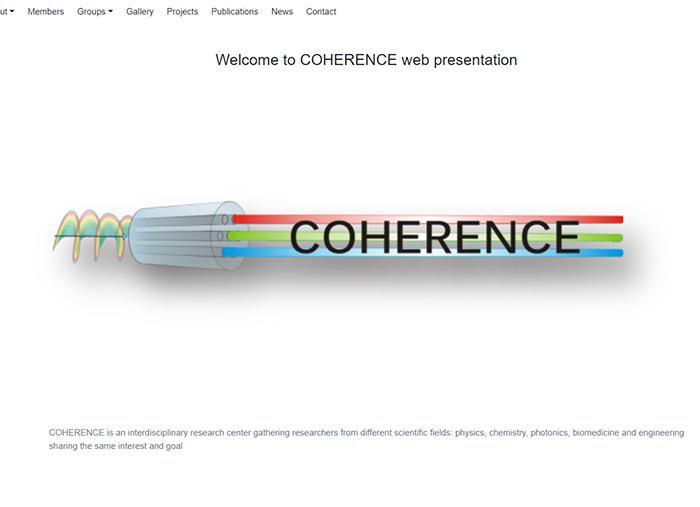 ut Members Groups Gallery Projects Publications News Contact
Welcome to COHERENCE web presentation
COHERENCE
COHERENCE is an interdisciplinary research center gathering researchers from different scientific fields: physics, chemistry, photonics, biomedicine and engineering
sharing the same interest and goal